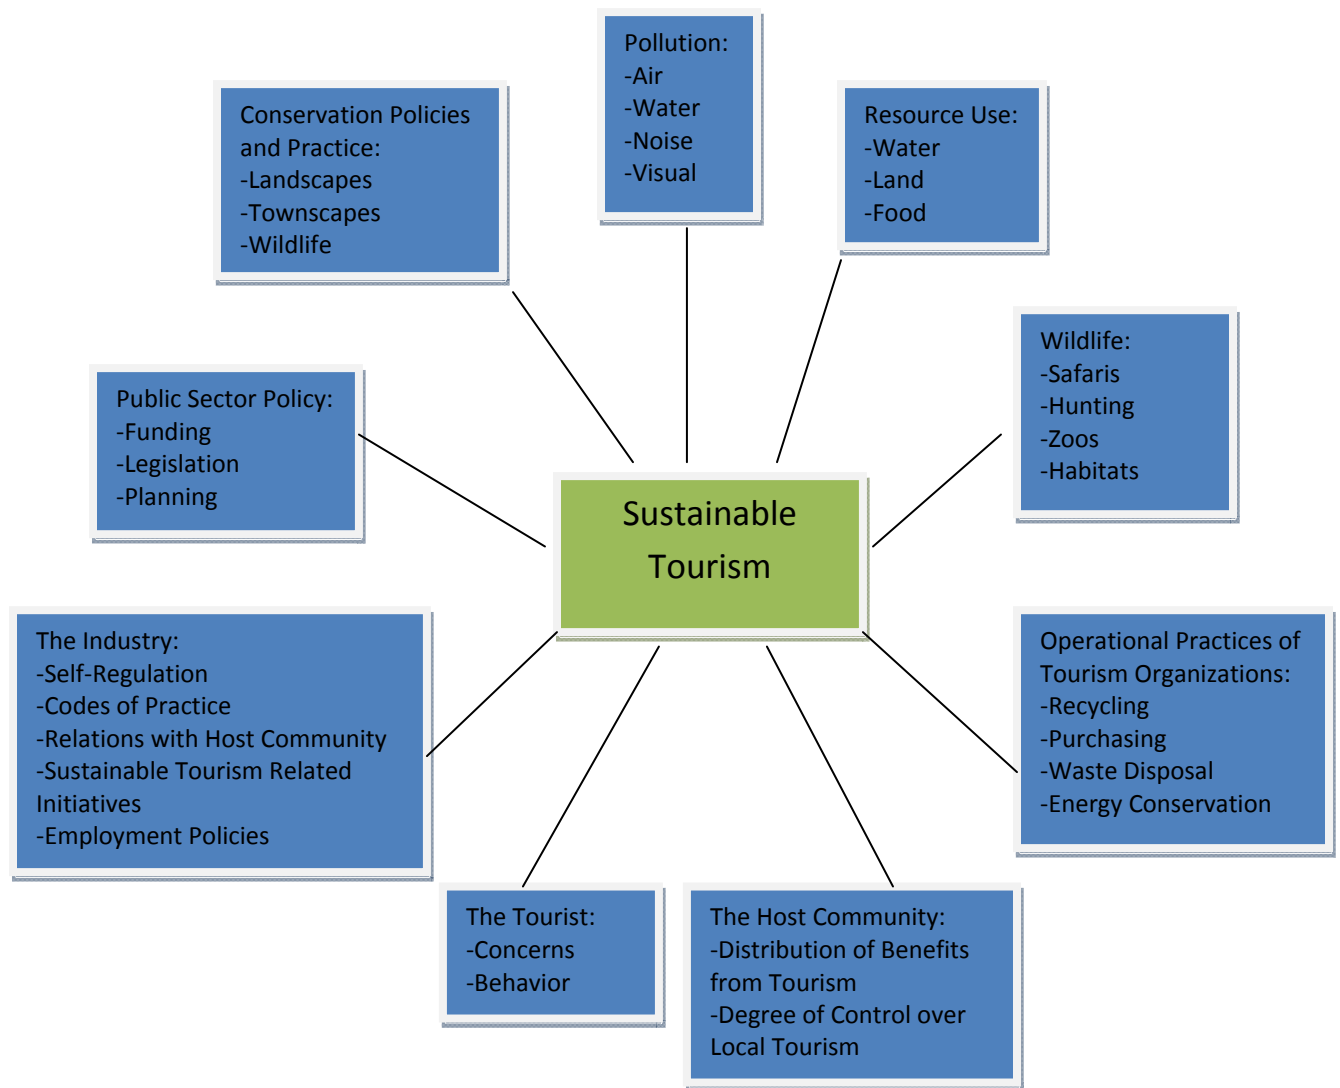 Pollution:
-Air
-Water
-Noise
-Visual
Conservation Policies
and Practice:
-Landscapes
-Townscapes
-Wildlife
Resource Use:
-Water
-Land
-Food
Wildlife:
-Safaris
-Hunting
-Zoos
-Habitats
Public Sector Policy:
-Funding
-Legislation
-Planning
Sustainable
Tourism
The Industry:
-Self-Regulation
-Codes of Practice
-Relations with Host Community
-Sustainable Tourism Related
Initiatives
-Employment Policies
Operational Practices of
Tourism Organizations:
-Recycling
-Purchasing
-Waste Disposal
-Energy Conservation
The Tourist:
-Concerns
-Behavior
The Host Community:
-Distribution of Benefits
from Tourism
-Degree of Control over
Local Tourism